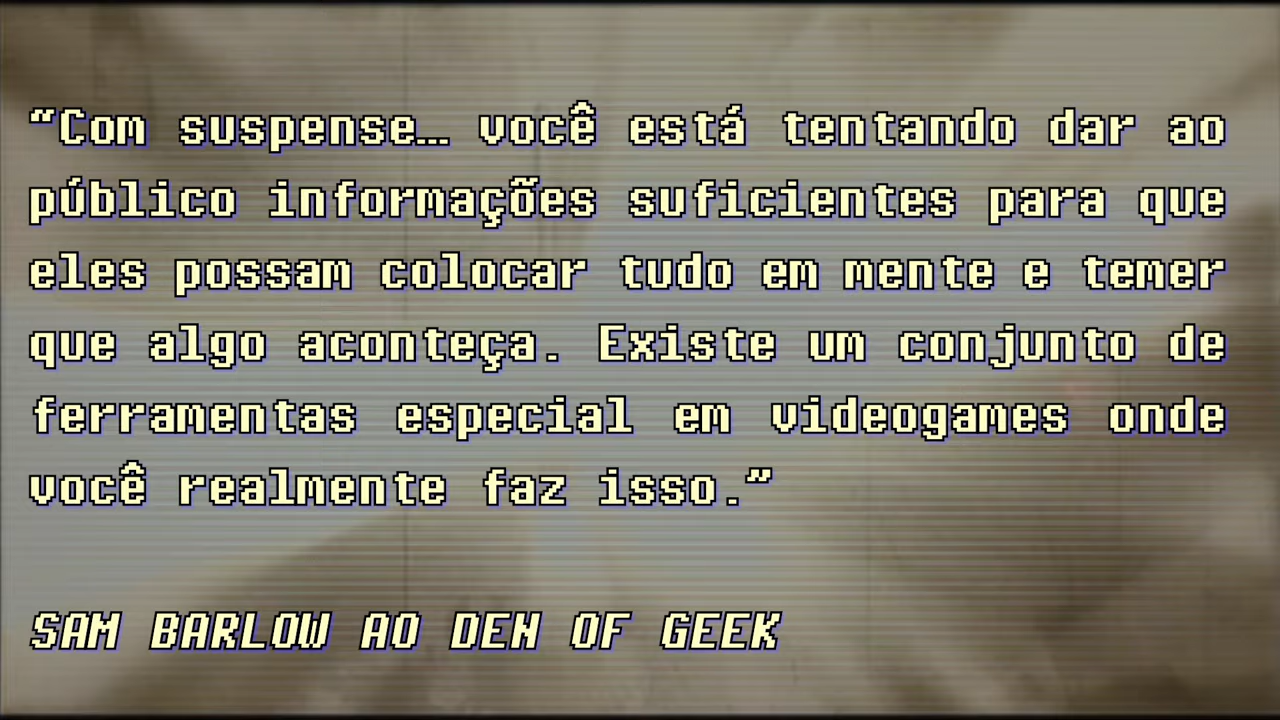 “Com suspense… você está tentando dar ao
público informações suficientes para que
eles possam colocar tudo em mente e temer
que algo aconteça. Existe um conjunto de
ferramentas especial em videogames onde
você realmente faz isso.”
SAM BARLOW AO DEN OF GEEK